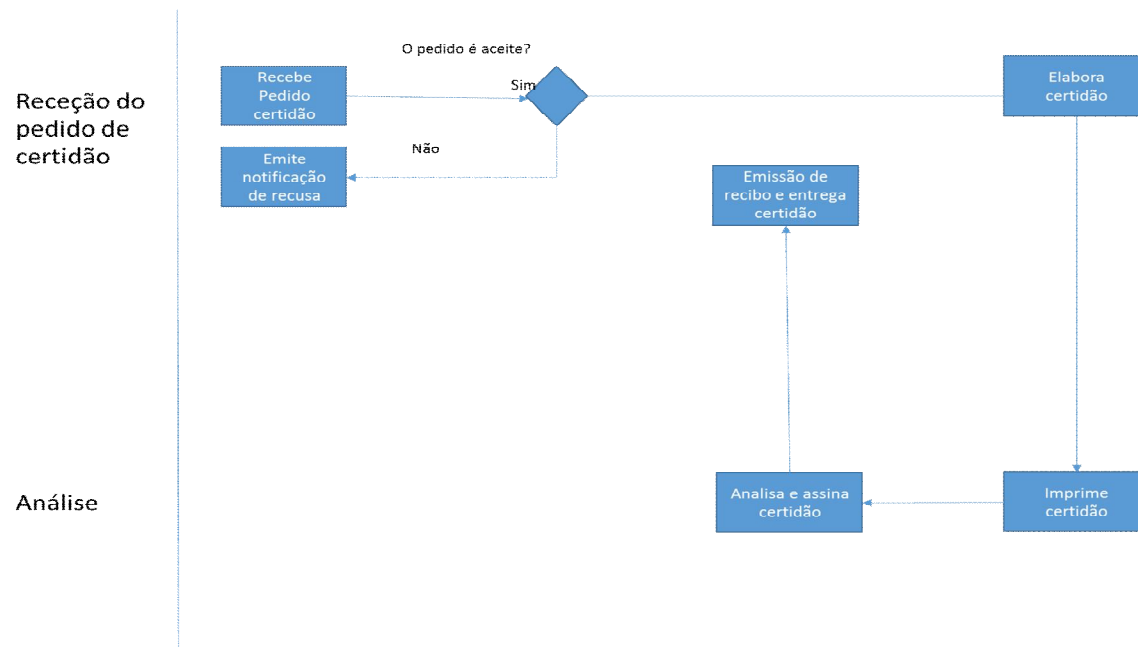 O pedido é aceite?
Receção do
pedido de
certidão
Recebe
Pedido
certidão
Sim
Elabora
certidão
Não
Emite
notificação
de recusa
Emissão de
recibo e entrega
certidão
Análise
Analisa e assina
certidão
Imprime
certidão